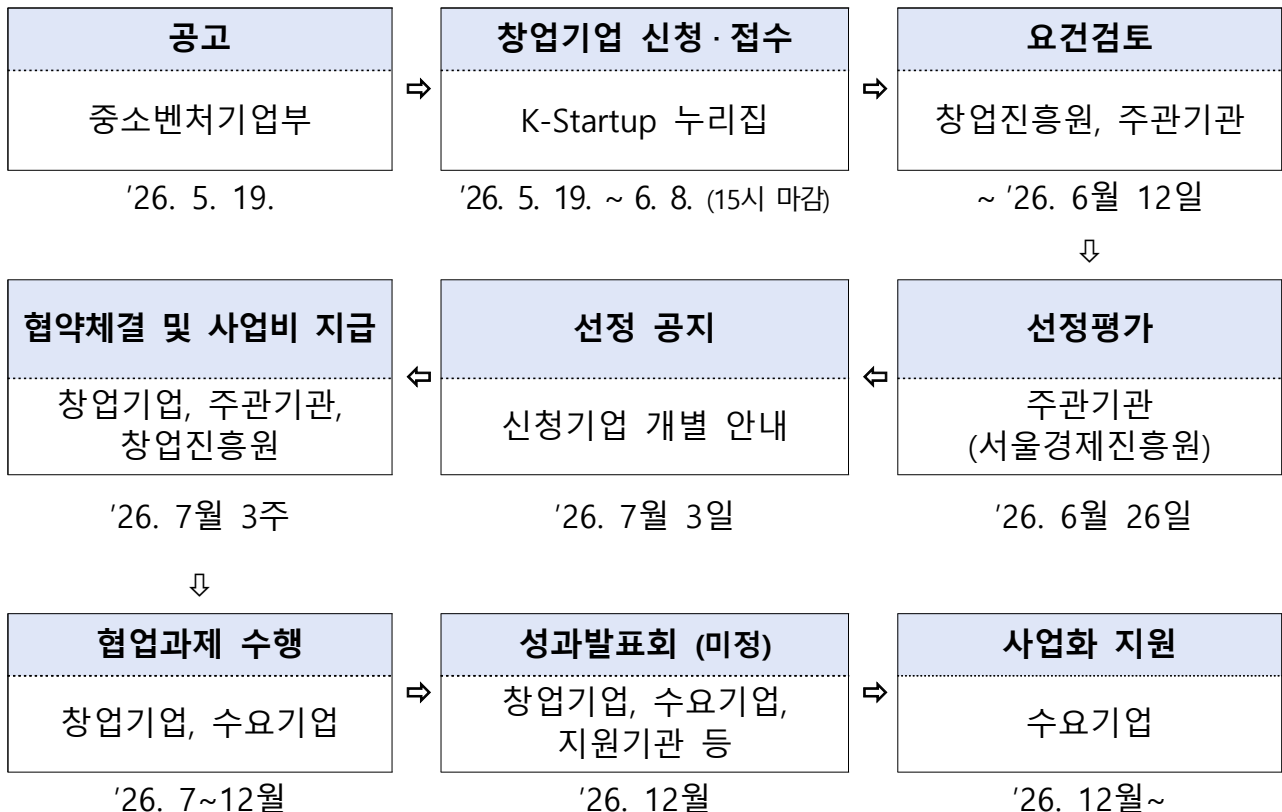 공고
중소벤처기업부
'26. 5. 19.
⇨
창업기업 신청 · 접수
K-Startup 누리집
'26. 5. 19. ~ 6. 8. (15시 마감)
⇨
요건검토
창업진흥원, 주관기관
~ '26. 6월 12일
⇩
선정평가
주관기관
(서울경제진흥원)
'26. 6월 26일
⇦
선정 공지
신청기업 개별 안내
'26. 7월 3일
⇦
협약체결 및 사업비 지급
창업기업, 주관기관,
창업진흥원
'26. 7월 3주
⇩
협업과제 수행
창업기업, 수요기업
'26. 7~12월
⇨
성과발표회 (미정)
창업기업, 수요기업,
지원기관 등
'26. 12월
⇨
사업화 지원
수요기업
'26. 12월~